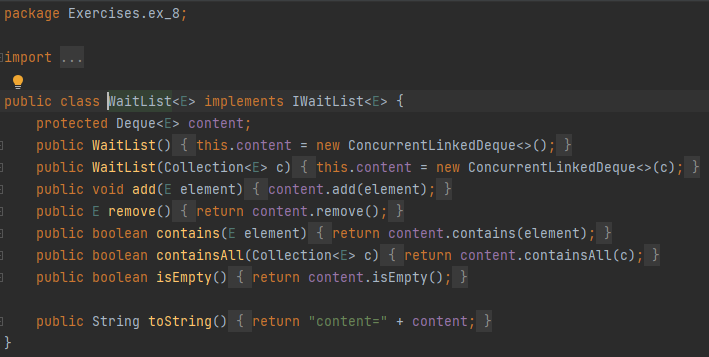 package Exercises.ex_8;
import ...
public class WaitList<E> implements IWaitList<E> {
protected Deque<E> content;
public WaitList() { this.content = new ConcurrentLinkedDeque<>(); }
public WaitList(Collection<E> c) { this.content = new ConcurrentLinkedDeque<>(c); }
public void add(E element) { content.add(element); }
public E remove() { return content.remove(); }
public boolean contains(E element) { return content.contains(element); }
public boolean containsAll(Collection<E> c) { return content.containsAll(c); }
public boolean isEmpty() { return content.isEmpty(); }
public String toString() { return "content=" + content; }
}